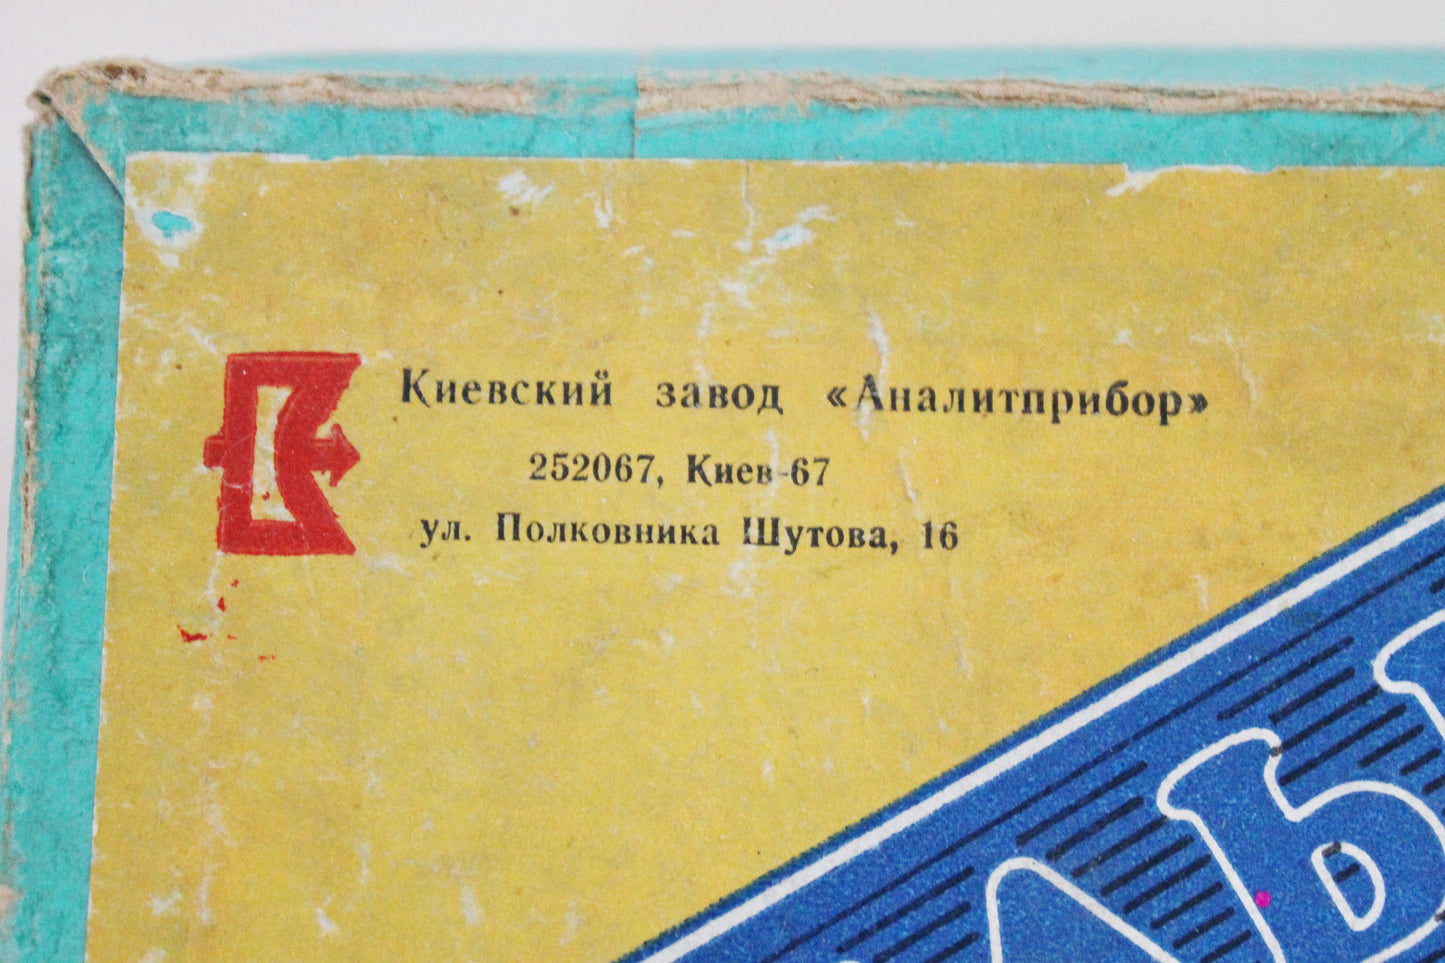 Киевский завод «Аналитприбор»
252067, Киев-67
ул. Полковника Шутова, 16